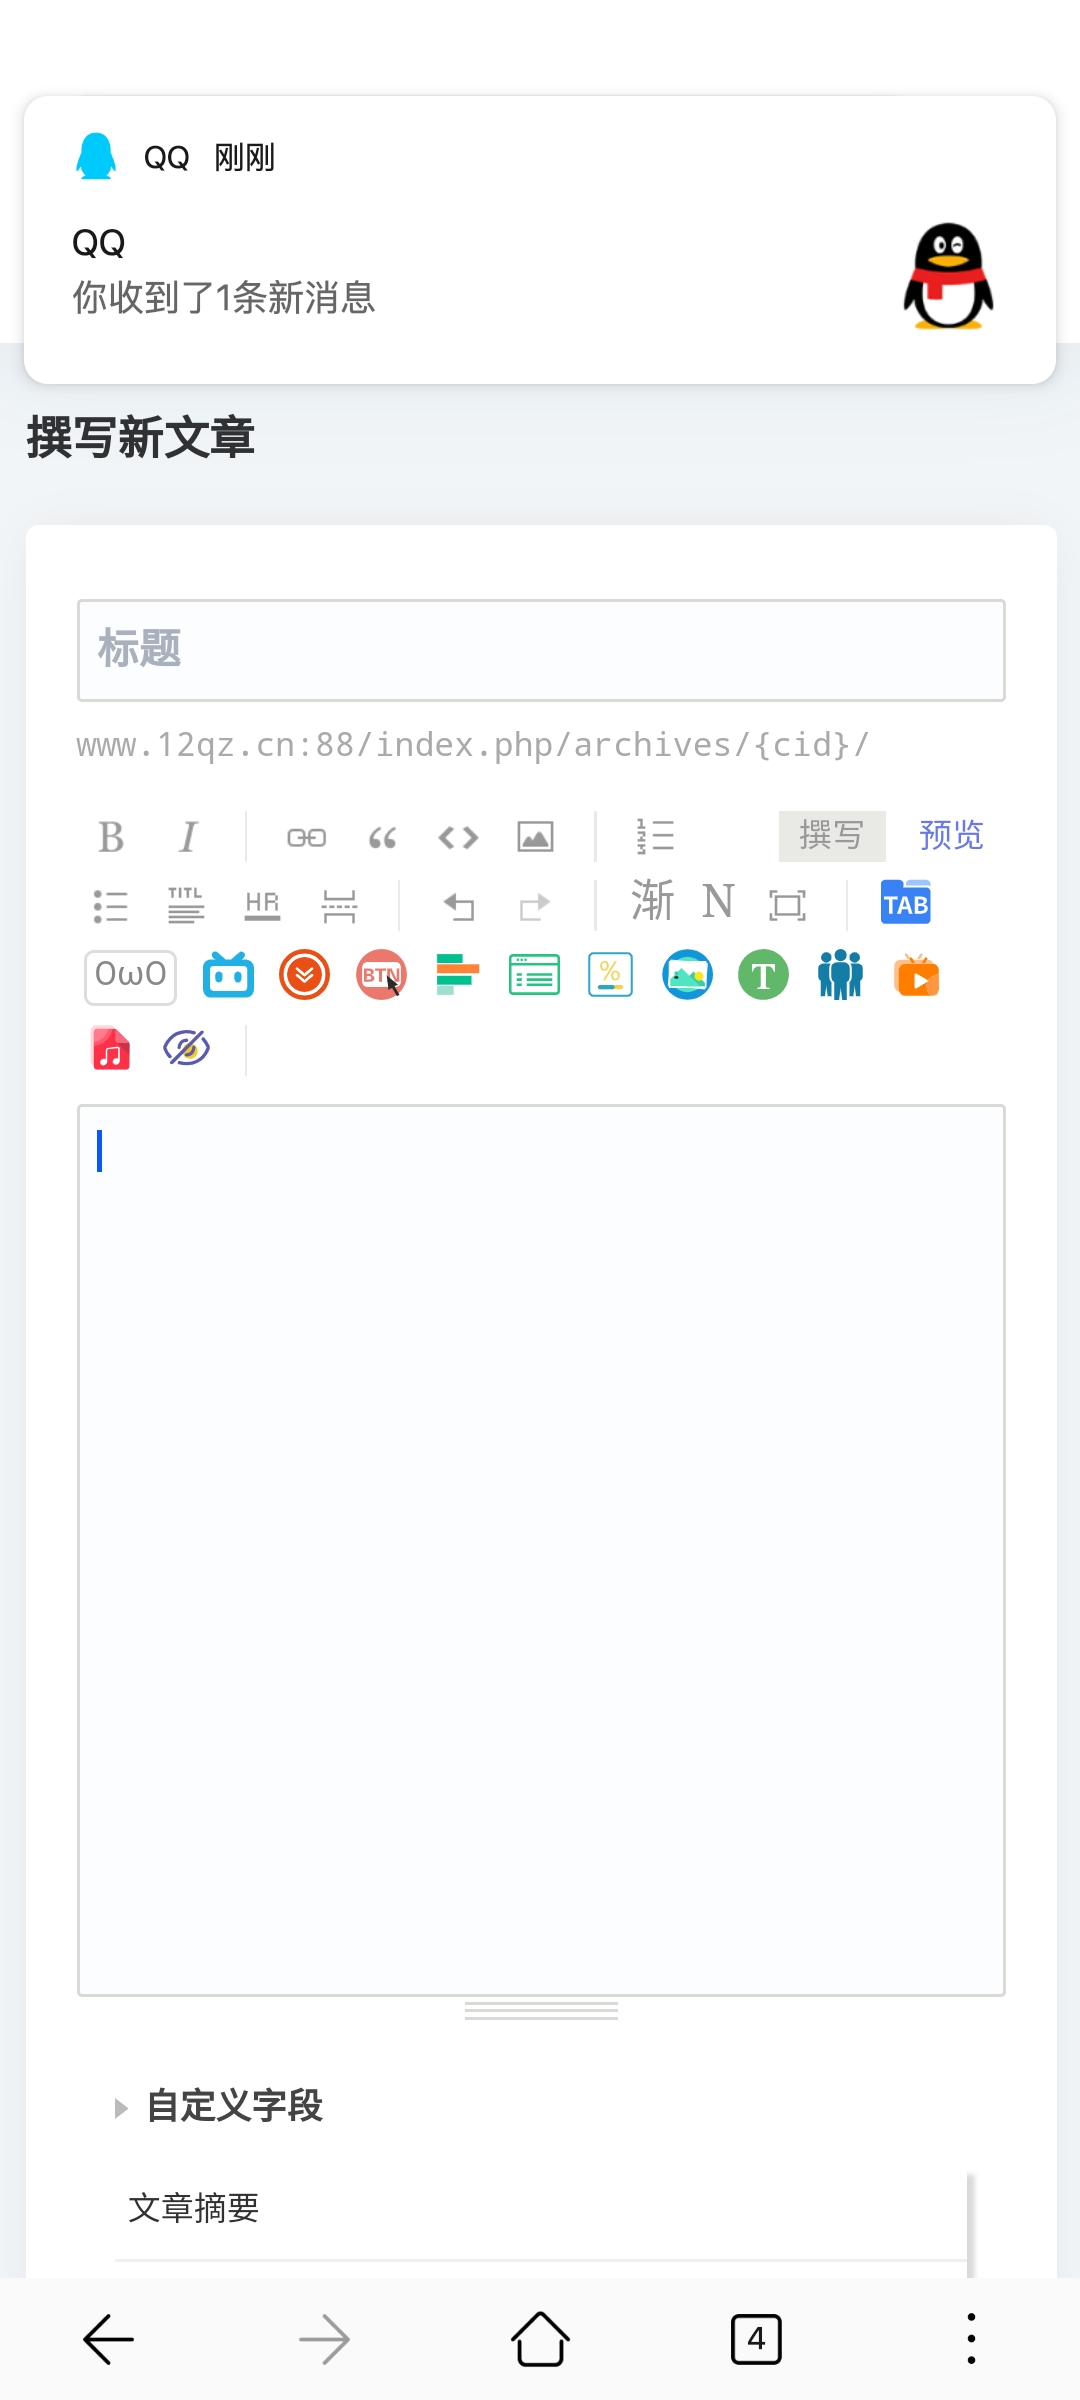 QQ 刚刚
QQ
你收到了1条新消息
撰写新文章
标题
www.12qz.cn:88/index.php/archives/{cid}/
B I 撰写 预览
TITL HR 渐 N TAB
OωO BTN % T
自定义字段
文章摘要
4